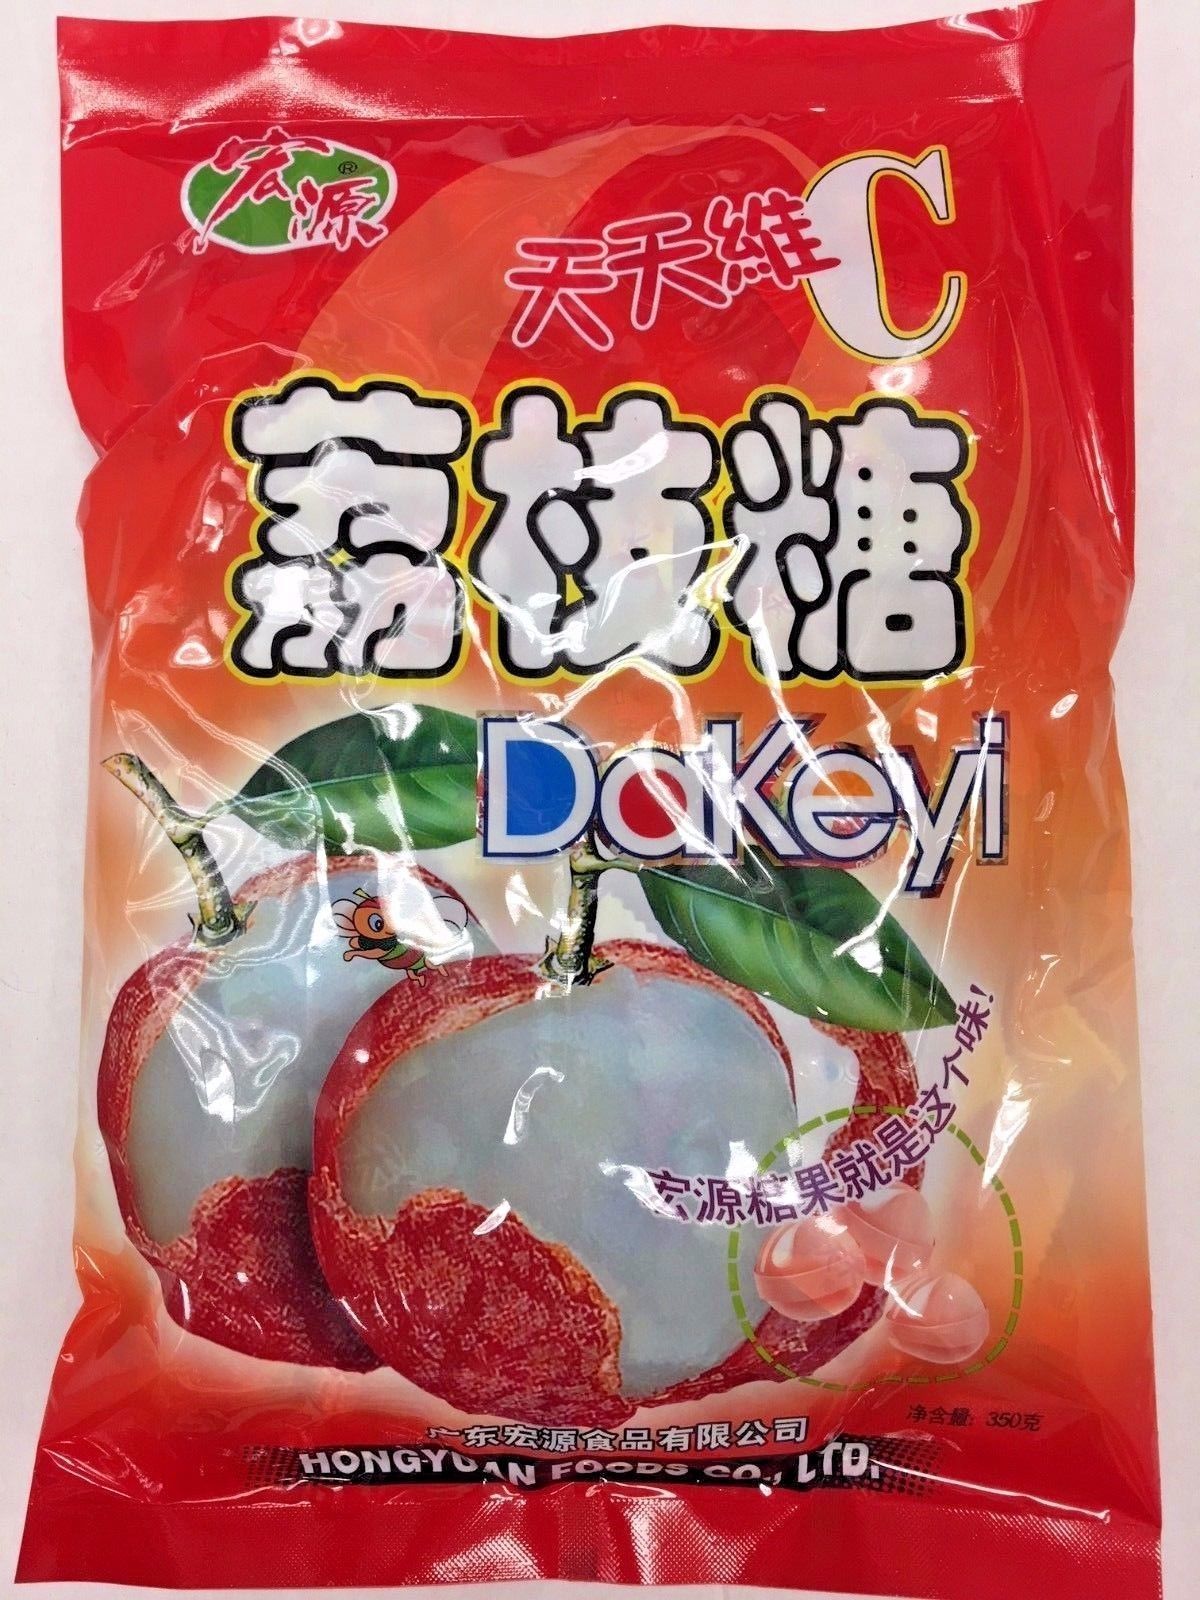 宏源®
天天維C
荔枝糖
DaKeyi
宏源糖果就是这个味!
净含量: 350克
广东宏源食品有限公司
HONGYUAN FOODS CO., LTD.